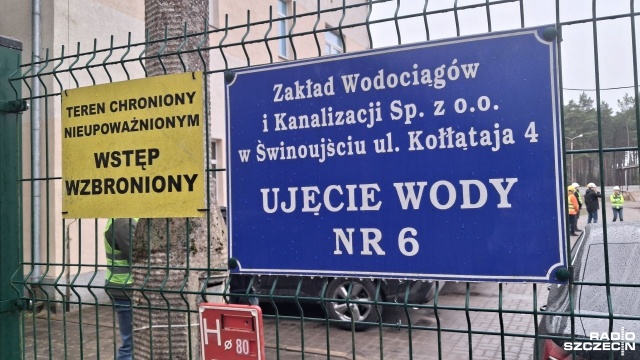 TEREN CHRONIONY
NIEUPOWAŻNIONYM
WSTĘP
WZBRONIONY
Zakład Wodociągów
i Kanalizacji Sp. z o.o.
w Świnoujściu ul. Kołłątaja 4
UJĘCIE WODY
NR 6
H
ø 80
RADIO
SZCZECIN